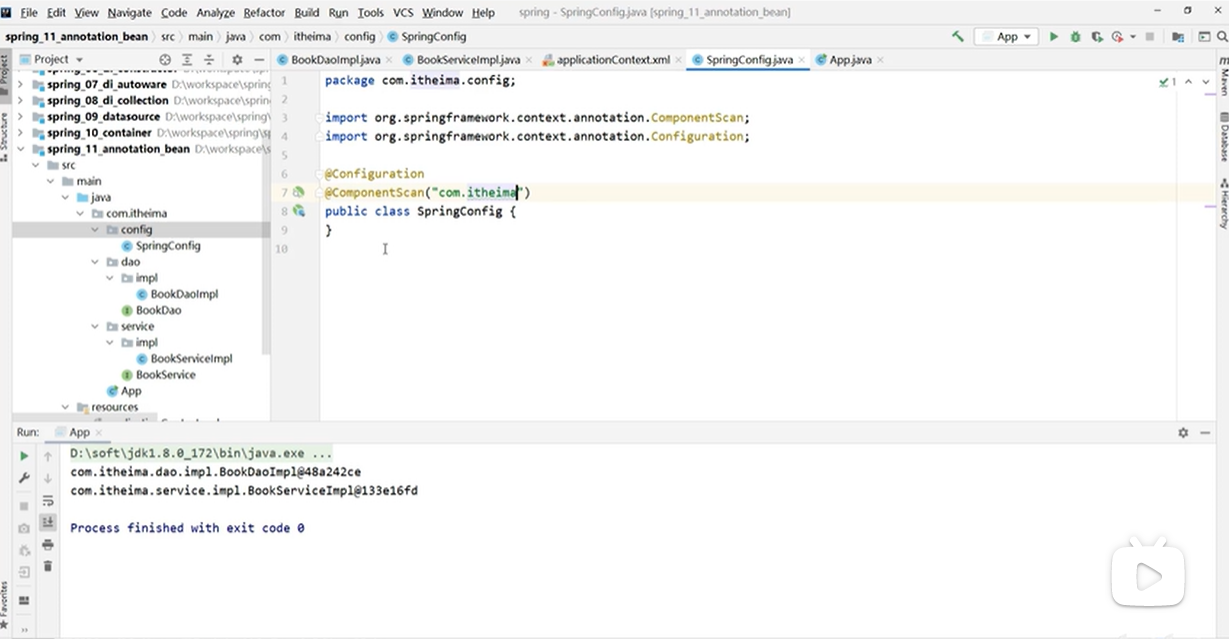 File Edit View Navigate Code Analyze Refactor Build Run Tools VCS Window Help spring - SpringConfig.java [spring_11_annotation_bean]
spring_11_annotation_bean src main java com itheima config SpringConfig App
Project
BookDaoImpl.java BookServiceImpl.java applicationContext.xml SpringConfig.java App.java
spring_07_di_autoware D:\workspace\spring
spring_08_di_collection D:\workspace\spring
spring_09_datasource D:\workspace\spring\
spring_10_container D:\workspace\spring\s
spring_11_annotation_bean D:\workspace\s
src
main
java
com.itheima
config
SpringConfig
dao
impl
BookDaoImpl
BookDao
service
impl
BookServiceImpl
BookService
App
resources
1 package com.itheima.config;
2
3 import org.springframework.context.annotation.ComponentScan;
4 import org.springframework.context.annotation.Configuration;
5
6 @Configuration
7 @ComponentScan("com.itheima")
8 public class SpringConfig {
9 }
10
1
Project
Structure
Favorites
Maven
Database
Hierarchy
Run: App
D:\soft\jdk1.8.0_172\bin\java.exe ...
com.itheima.dao.impl.BookDaoImpl@48a242ce
com.itheima.service.impl.BookServiceImpl@133e16fd
Process finished with exit code 0